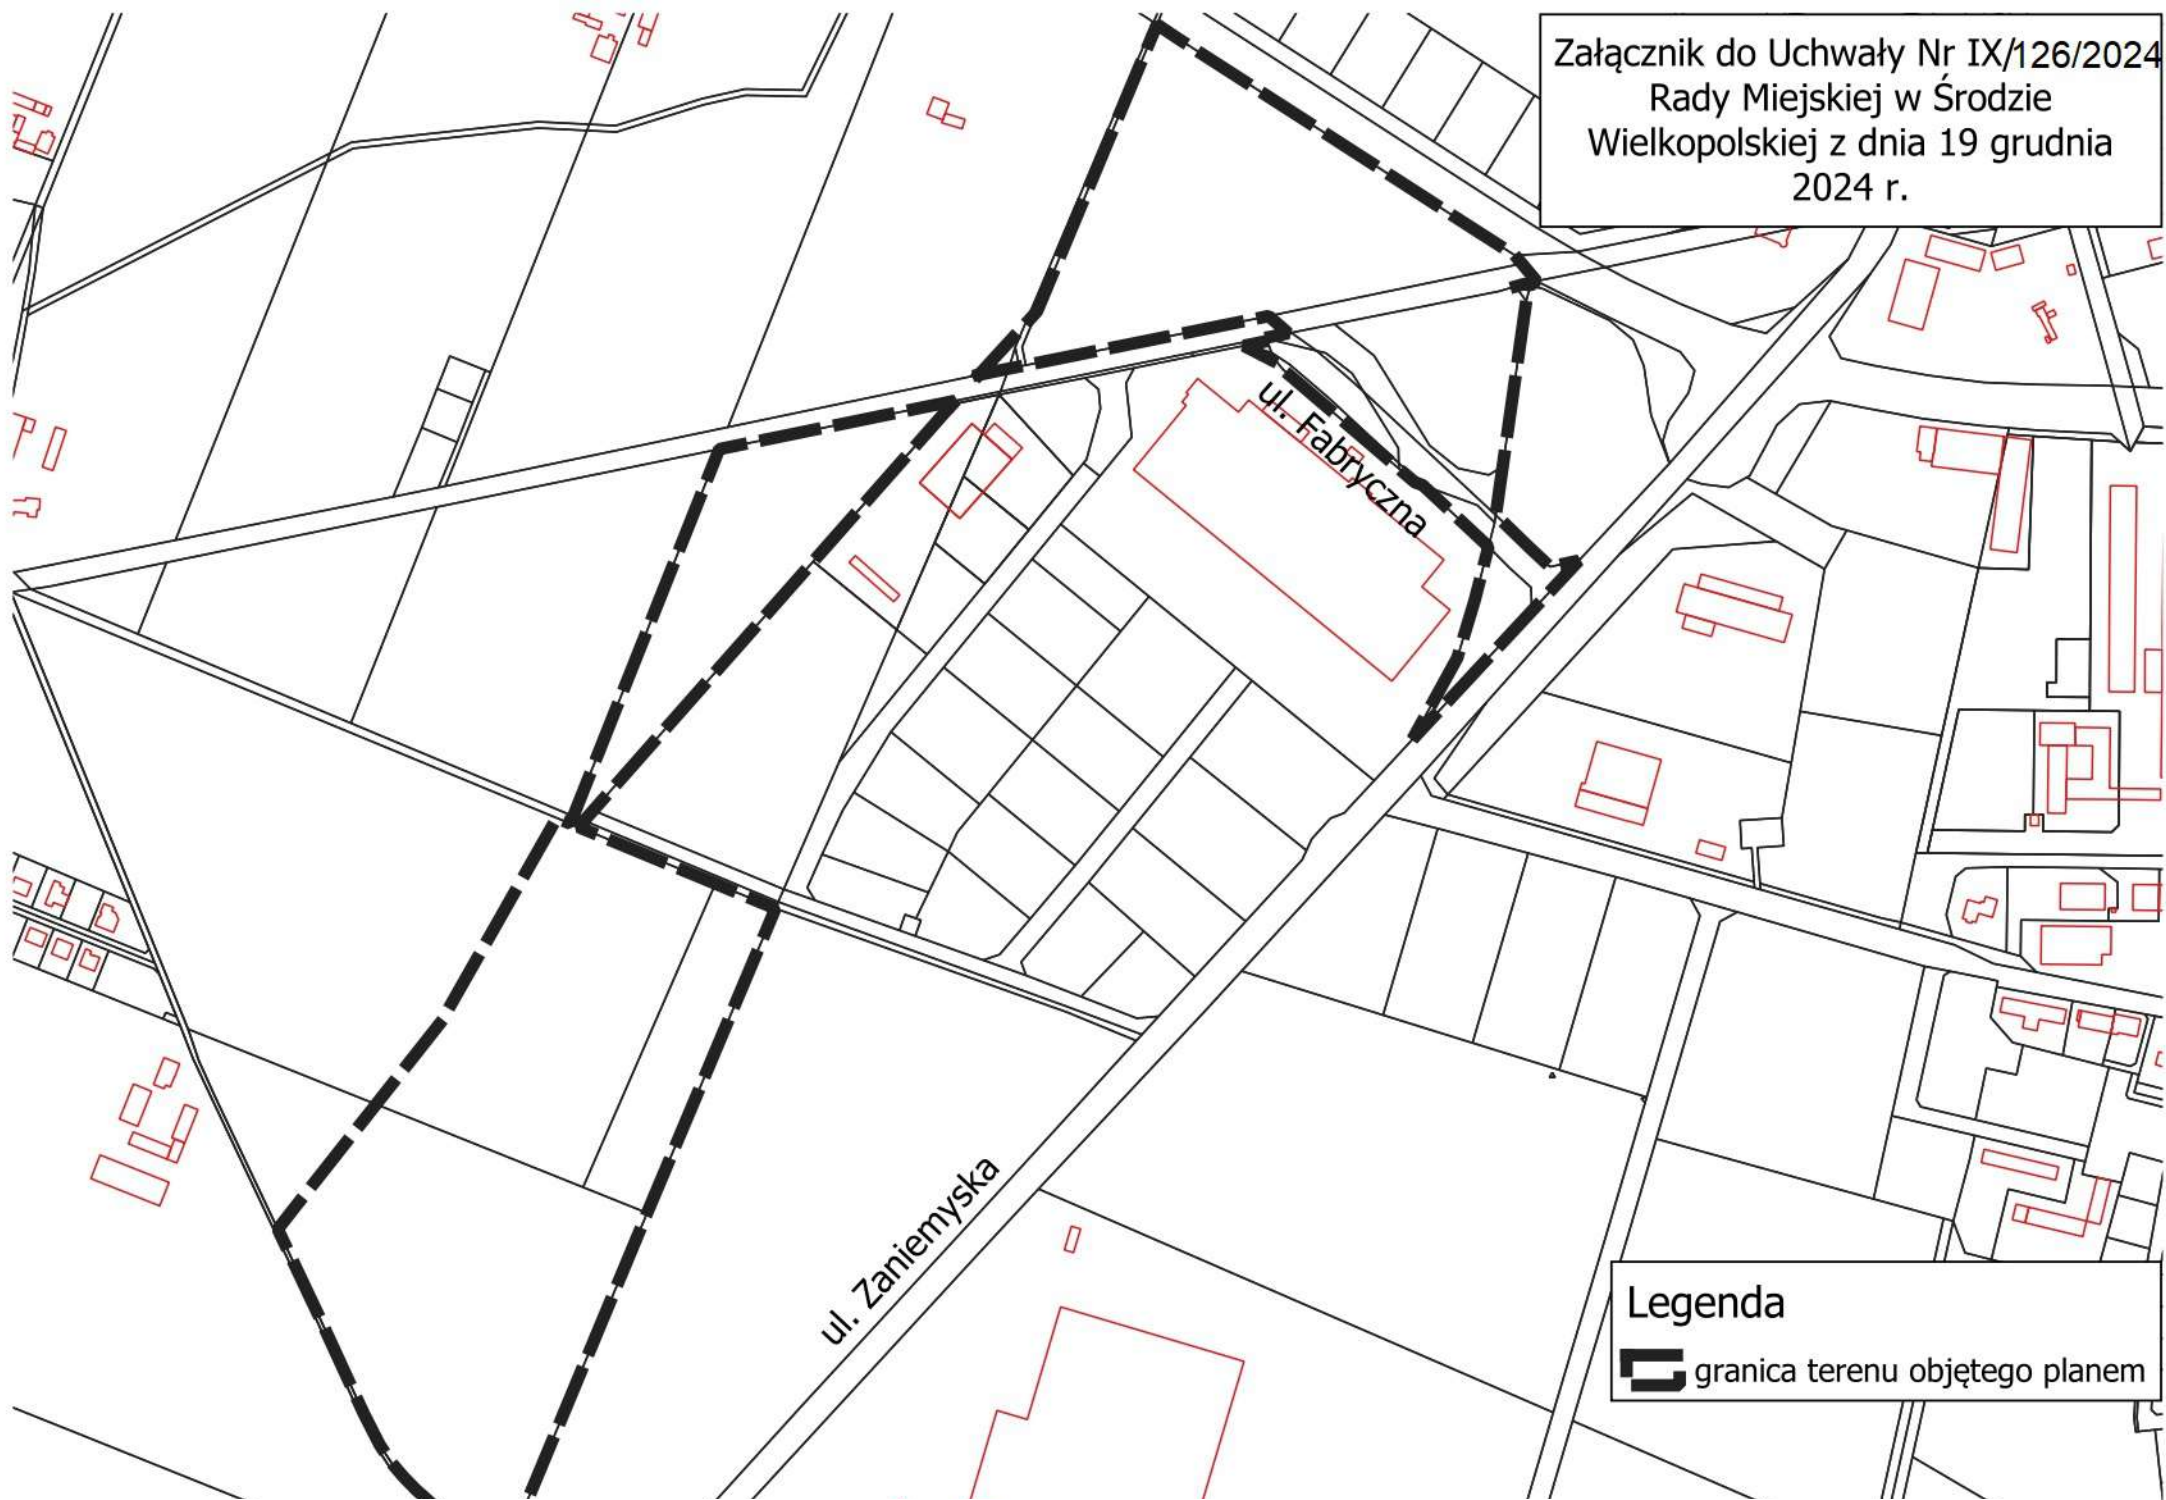 Załącznik do Uchwały Nr IX/126/2024
Rady Miejskiej w Środzie
Wielkopolskiej z dnia 19 grudnia
2024 r.
ul. Fabryczna
ul. Zaniemyska
Legenda
granica terenu objętego planem